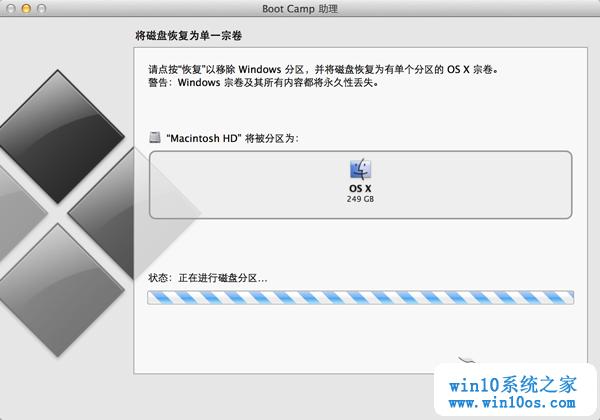 Boot Camp 助理
将磁盘恢复为单一宗卷
请点按“恢复”以移除 Windows 分区，并将磁盘恢复为有单个分区的 OS X 宗卷。
警告：Windows 宗卷及其所有内容都将永久性丢失。
“Macintosh HD” 将被分区为：
OS X
249 GB
状态：正在进行磁盘分区...
win10系统之家
www.win10os.com